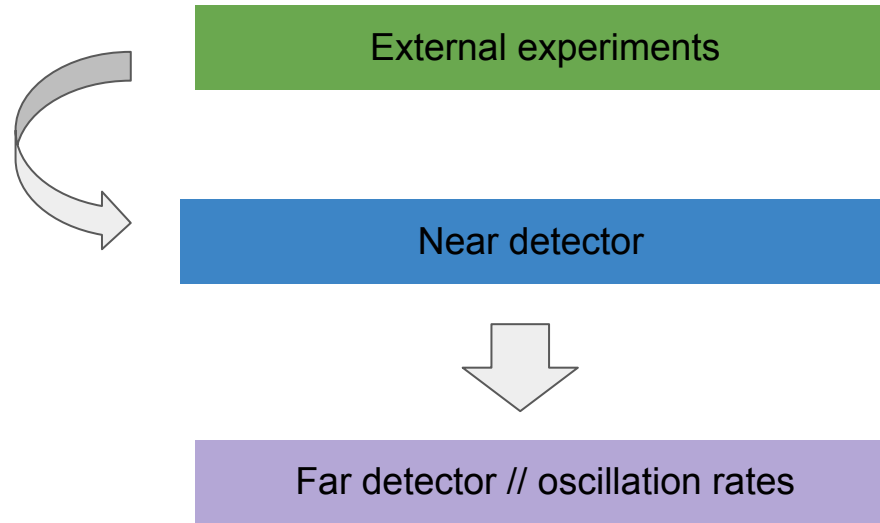 External experiments
Near detector
Far detector // oscillation rates